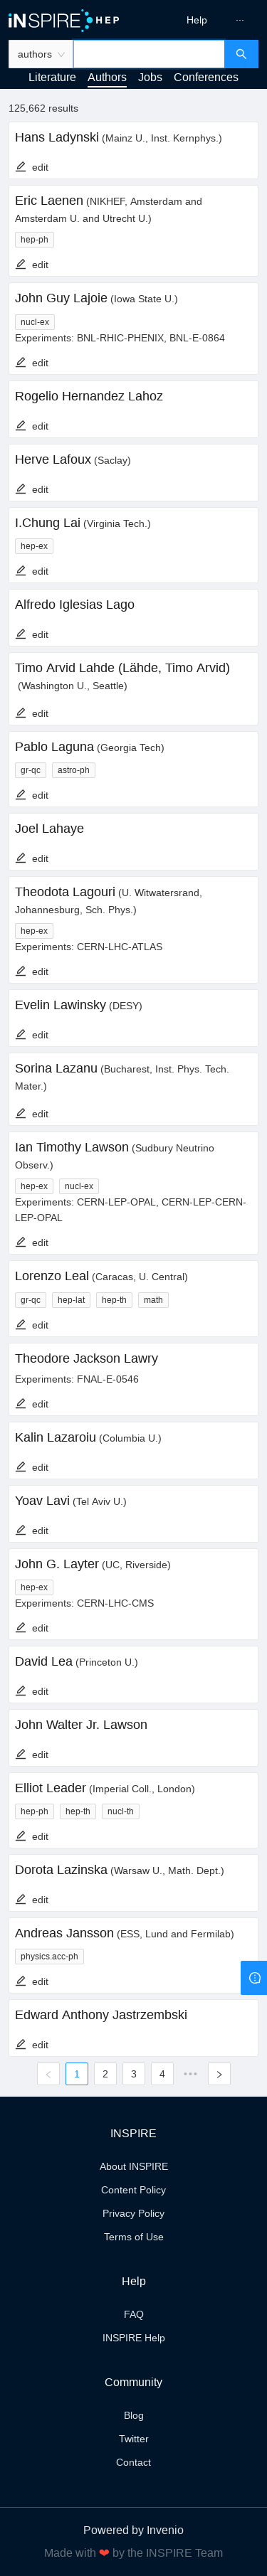 iNSPIRE HEP
Help ···
authors
Literature Authors Jobs Conferences
125,662 results
Hans Ladynski (Mainz U., Inst. Kernphys.)
edit
Eric Laenen (NIKHEF, Amsterdam and
Amsterdam U. and Utrecht U.)
hep-ph
edit
John Guy Lajoie (Iowa State U.)
nucl-ex
Experiments: BNL-RHIC-PHENIX, BNL-E-0864
edit
Rogelio Hernandez Lahoz
edit
Herve Lafoux (Saclay)
edit
I.Chung Lai (Virginia Tech.)
hep-ex
edit
Alfredo Iglesias Lago
edit
Timo Arvid Lahde (Lähde, Timo Arvid)
(Washington U., Seattle)
edit
Pablo Laguna (Georgia Tech)
gr-qc astro-ph
edit
Joel Lahaye
edit
Theodota Lagouri (U. Witwatersrand,
Johannesburg, Sch. Phys.)
hep-ex
Experiments: CERN-LHC-ATLAS
edit
Evelin Lawinsky (DESY)
edit
Sorina Lazanu (Bucharest, Inst. Phys. Tech.
Mater.)
edit
Ian Timothy Lawson (Sudbury Neutrino
Observ.)
hep-ex nucl-ex
Experiments: CERN-LEP-OPAL, CERN-LEP-CERN-
LEP-OPAL
edit
Lorenzo Leal (Caracas, U. Central)
gr-qc hep-lat hep-th math
edit
Theodore Jackson Lawry
Experiments: FNAL-E-0546
edit
Kalin Lazaroiu (Columbia U.)
edit
Yoav Lavi (Tel Aviv U.)
edit
John G. Layter (UC, Riverside)
hep-ex
Experiments: CERN-LHC-CMS
edit
David Lea (Princeton U.)
edit
John Walter Jr. Lawson
edit
Elliot Leader (Imperial Coll., London)
hep-ph hep-th nucl-th
edit
Dorota Lazinska (Warsaw U., Math. Dept.)
edit
Andreas Jansson (ESS, Lund and Fermilab)
physics.acc-ph
edit
Edward Anthony Jastrzembski
edit
1 2 3 4 •••
INSPIRE
About INSPIRE
Content Policy
Privacy Policy
Terms of Use
Help
FAQ
INSPIRE Help
Community
Blog
Twitter
Contact
Powered by Invenio
Made with ❤ by the INSPIRE Team